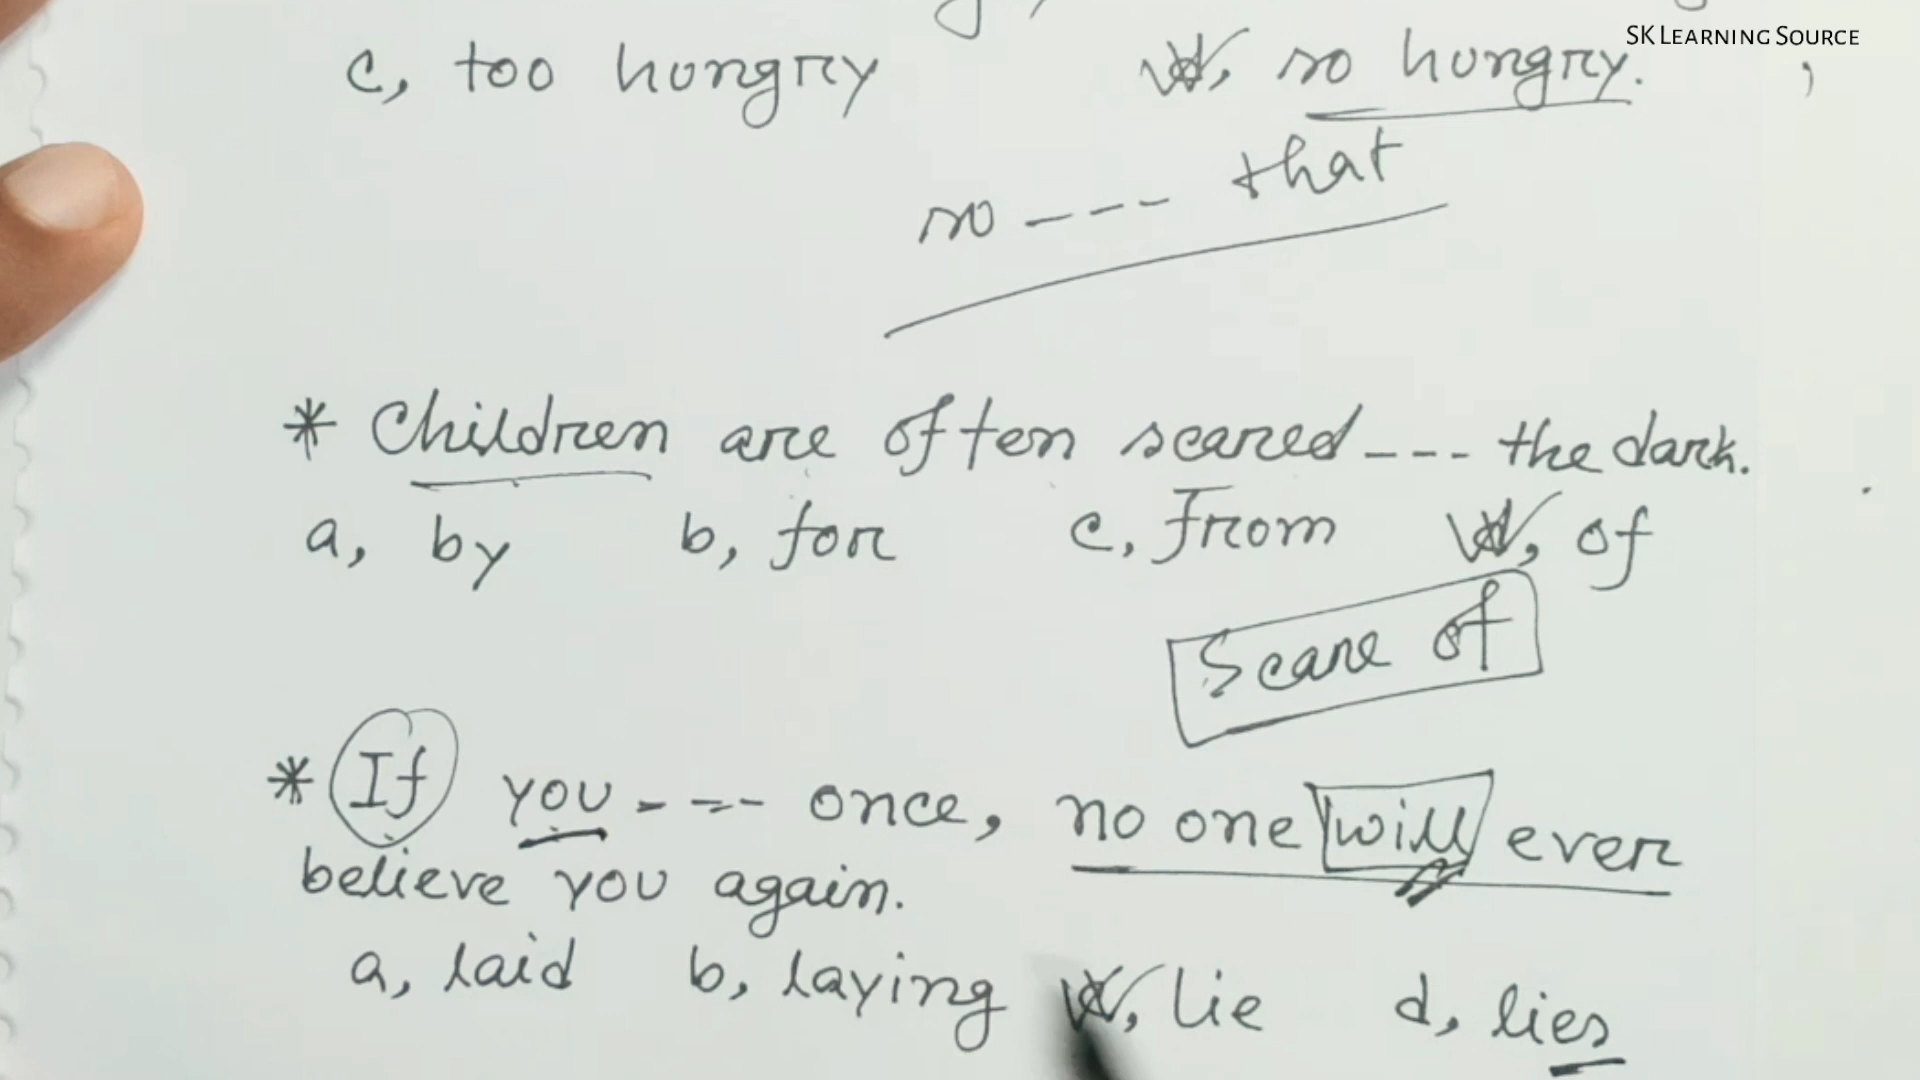 SK LEARNING SOURCE
c, too hungry d, so hungry.
so ---- that
* Children are often scared---- the dark.
a, by b, for c, From d, of
Scare of
* If you ---- once, no one will ever
believe you again.
a, laid b, laying c, lie d, lies